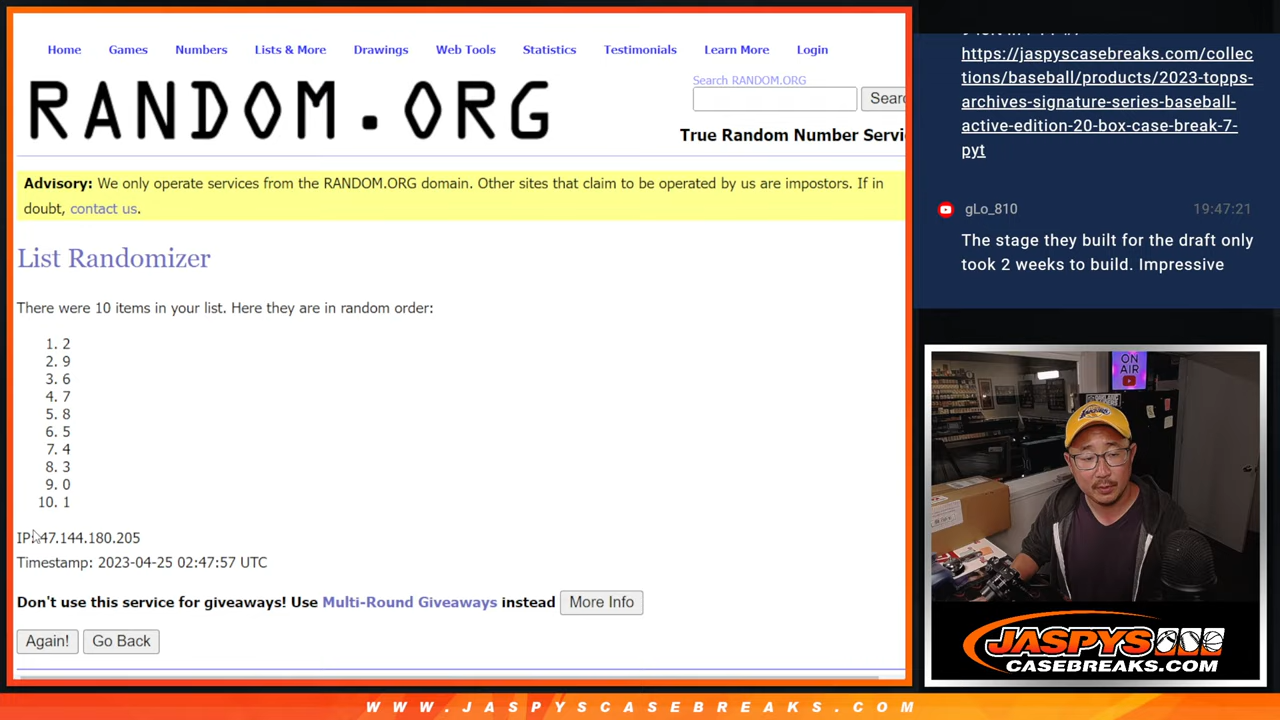 Home Games Numbers Lists & More Drawings Web Tools Statistics Testimonials Learn More Login
RANDOM.ORG
Search RANDOM.ORG
Searc
True Random Number Servi
Advisory: We only operate services from the RANDOM.ORG domain. Other sites that claim to be operated by us are impostors. If in
doubt, contact us.
List Randomizer
There were 10 items in your list. Here they are in random order:
1. 2
2. 9
3. 6
4. 7
5. 8
6. 5
7. 4
8. 3
9. 0
10. 1
IP: 47.144.180.205
Timestamp: 2023-04-25 02:47:57 UTC
Don't use this service for giveaways! Use Multi-Round Giveaways instead More Info
Again! Go Back
https://jaspyscasebreaks.com/collec
tions/baseball/products/2023-topps-
archives-signature-series-baseball-
active-edition-20-box-case-break-7-
pyt
gLo_810 19:47:21
The stage they built for the draft only
took 2 weeks to build. Impressive
ON
AIR
JASPYS
CASEBREAKS.COM
WWW.JASPYSCASEBREAKS.COM